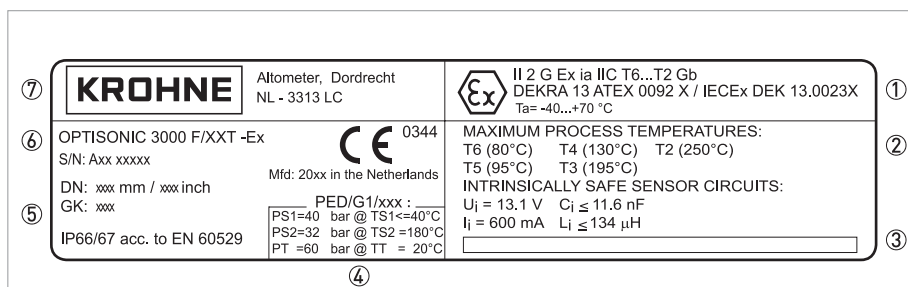 ⑦ KROHNE
Altometer, Dordrecht
NL - 3313 LC
Ex
II 2 G Ex ia IIC T6...T2 Gb
DEKRA 13 ATEX 0092 X / IECEx DEK 13.0023X
Ta= -40...+70 °C
①
⑥ OPTISONIC 3000 F/XXT -Ex
S/N: Axx xxxxx
CE 0344
Mfd: 20xx in the Netherlands
DN: xxx mm / xxx inch
GK: xxx
⑤
IP66/67 acc. to EN 60529
PED/G1/xxx :
PS1=40 bar @ TS1<=40°C
PS2=32 bar @ TS2 =180°C
PT =60 bar @ TT = 20°C
④
MAXIMUM PROCESS TEMPERATURES:
T6 (80°C) T4 (130°C) T2 (250°C)
②
T5 (95°C) T3 (195°C)
INTRINSICALLY SAFE SENSOR CIRCUITS:
Ui = 13.1 V Ci ≤ 11.6 nF
Ii = 600 mA Li ≤ 134 µH
③